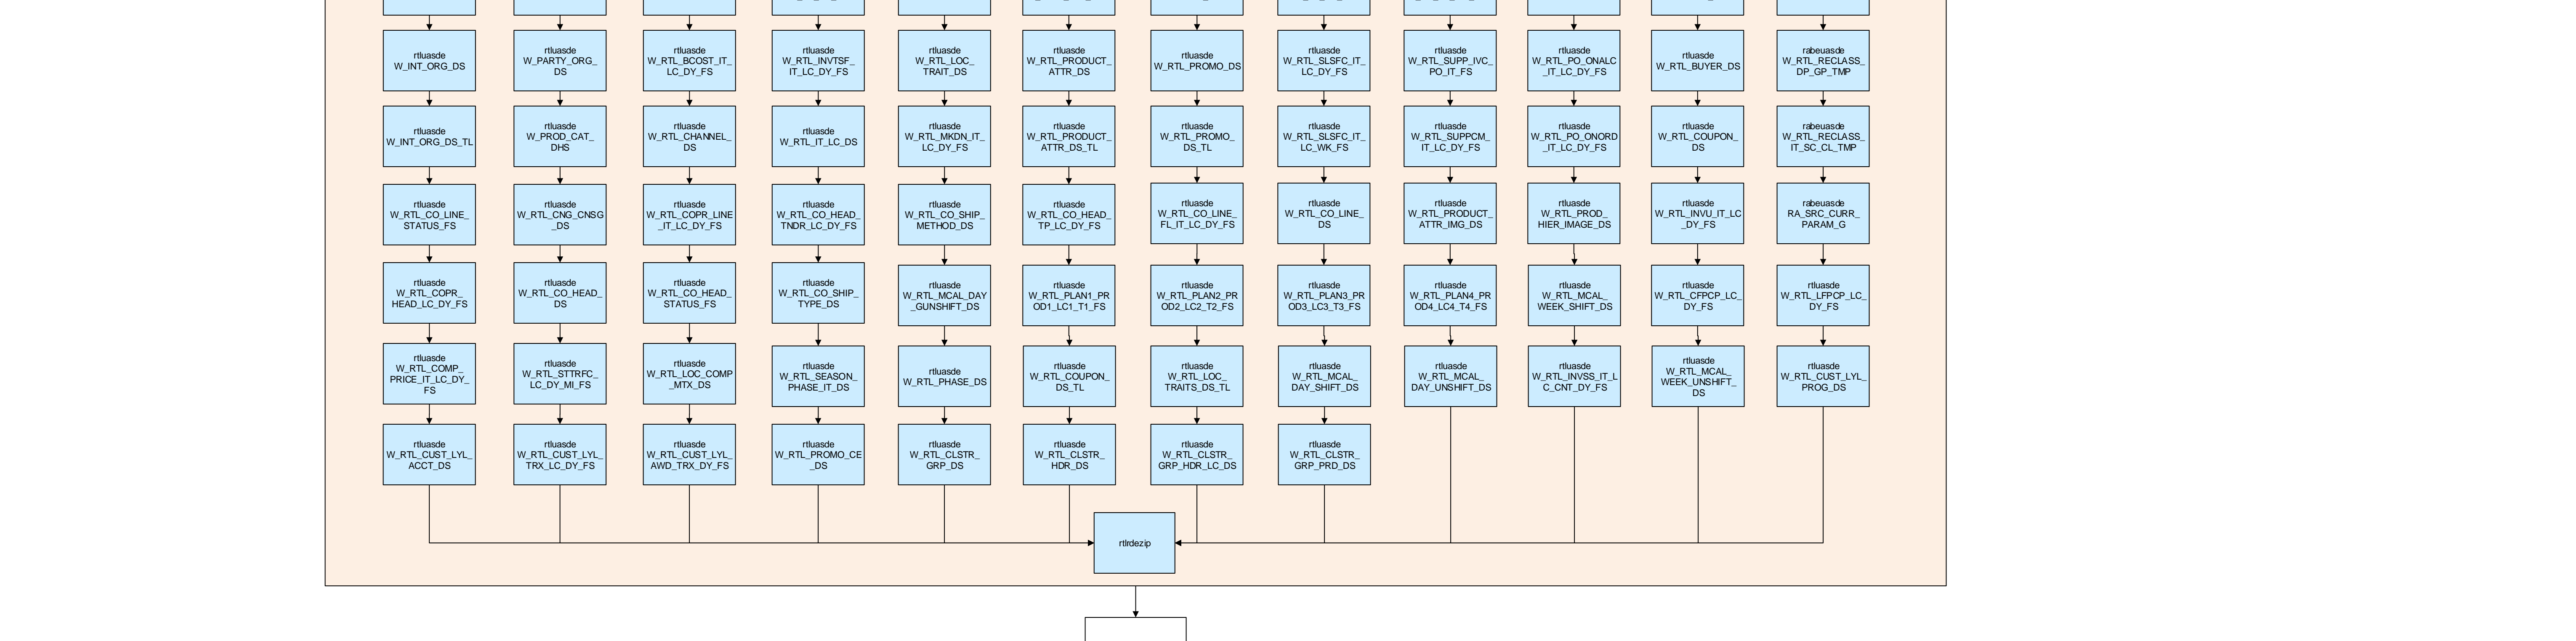 rtluasde
W_INT_ORG_DS
rtluasde
W_PARTY_ORG_
DS
rtluasde
W_RTL_BCOST_IT_
LC_DY_FS
rtluasde
W_RTL_INVTSF_
IT_LC_DY_FS
rtluasde
W_RTL_LOC_
TRAIT_DS
rtluasde
W_RTL_PRODUCT_
ATTR_DS
rtluasde
W_RTL_PROMO_DS
rtluasde
W_RTL_SLSFC_IT_
LC_DY_FS
rtluasde
W_RTL_SUPP_IVC_
PO_IT_FS
rtluasde
W_RTL_PO_ONALC
_IT_LC_DY_FS
rtluasde
W_RTL_BUYER_DS
rabeuasde
W_RTL_RECLASS_
DP_GP_TMP
rtluasde
W_INT_ORG_DS_TL
rtluasde
W_PROD_CAT_
DHS
rtluasde
W_RTL_CHANNEL_
DS
rtluasde
W_RTL_IT_LC_DS
rtluasde
W_RTL_MKDN_IT_
LC_DY_FS
rtluasde
W_RTL_PRODUCT_
ATTR_DS_TL
rtluasde
W_RTL_PROMO_
DS_TL
rtluasde
W_RTL_SLSFC_IT_
LC_WK_FS
rtluasde
W_RTL_SUPPCM_
IT_LC_DY_FS
rtluasde
W_RTL_PO_ONORD
_IT_LC_DY_FS
rtluasde
W_RTL_COUPON_
DS
rabeuasde
W_RTL_RECLASS_
IT_SC_CL_TMP
rtluasde
W_RTL_CO_LINE_
STATUS_FS
rtluasde
W_RTL_CNG_CNSG
_DS
rtluasde
W_RTL_COPR_LINE
_IT_LC_DY_FS
rtluasde
W_RTL_CO_HEAD_
TNDR_LC_DY_FS
rtluasde
W_RTL_CO_SHIP_
METHOD_DS
rtluasde
W_RTL_CO_HEAD_
TP_LC_DY_FS
rtluasde
W_RTL_CO_LINE_
FL_IT_LC_DY_FS
rtluasde
W_RTL_CO_LINE_
DS
rtluasde
W_RTL_PRODUCT_
ATTR_IMG_DS
rtluasde
W_RTL_PROD_
HIER_IMAGE_DS
rtluasde
W_RTL_INVU_IT_LC
_DY_FS
rabeuasde
RA_SRC_CURR_
PARAM_G
rtluasde
W_RTL_COPR_
HEAD_LC_DY_FS
rtluasde
W_RTL_CO_HEAD_
DS
rtluasde
W_RTL_CO_HEAD_
STATUS_FS
rtluasde
W_RTL_CO_SHIP_
TYPE_DS
rtluasde
W_RTL_MCAL_DAY
_GUNSHIFT_DS
rtluasde
W_RTL_PLAN1_PR
OD1_LC1_T1_FS
rtluasde
W_RTL_PLAN2_PR
OD2_LC2_T2_FS
rtluasde
W_RTL_PLAN3_PR
OD3_LC3_T3_FS
rtluasde
W_RTL_PLAN4_PR
OD4_LC4_T4_FS
rtluasde
W_RTL_MCAL_
WEEK_SHIFT_DS
rtluasde
W_RTL_CFPCP_LC_
DY_FS
rtluasde
W_RTL_LFPCP_LC_
DY_FS
rtluasde
W_RTL_COMP_
PRICE_IT_LC_DY_
FS
rtluasde
W_RTL_STTRFC_
LC_DY_MI_FS
rtluasde
W_RTL_LOC_COMP
_MTX_DS
rtluasde
W_RTL_SEASON_
PHASE_IT_DS
rtluasde
W_RTL_PHASE_DS
rtluasde
W_RTL_COUPON_
DS_TL
rtluasde
W_RTL_LOC_
TRAITS_DS_TL
rtluasde
W_RTL_MCAL_
DAY_SHIFT_DS
rtluasde
W_RTL_MCAL_
DAY_UNSHIFT_DS
rtluasde
W_RTL_INVSS_IT_L
C_CNT_DY_FS
rtluasde
W_RTL_MCAL_
WEEK_UNSHIFT_
DS
rtluasde
W_RTL_CUST_LYL_
PROG_DS
rtluasde
W_RTL_CUST_LYL_
ACCT_DS
rtluasde
W_RTL_CUST_LYL_
TRX_LC_DY_FS
rtluasde
W_RTL_CUST_LYL_
AWD_TRX_DY_FS
rtluasde
W_RTL_PROMO_CE
_DS
rtluasde
W_RTL_CLSTR_
GRP_DS
rtluasde
W_RTL_CLSTR_
HDR_DS
rtluasde
W_RTL_CLSTR_
GRP_HDR_LC_DS
rtluasde
W_RTL_CLSTR_
GRP_PRD_DS
rtlrdezip